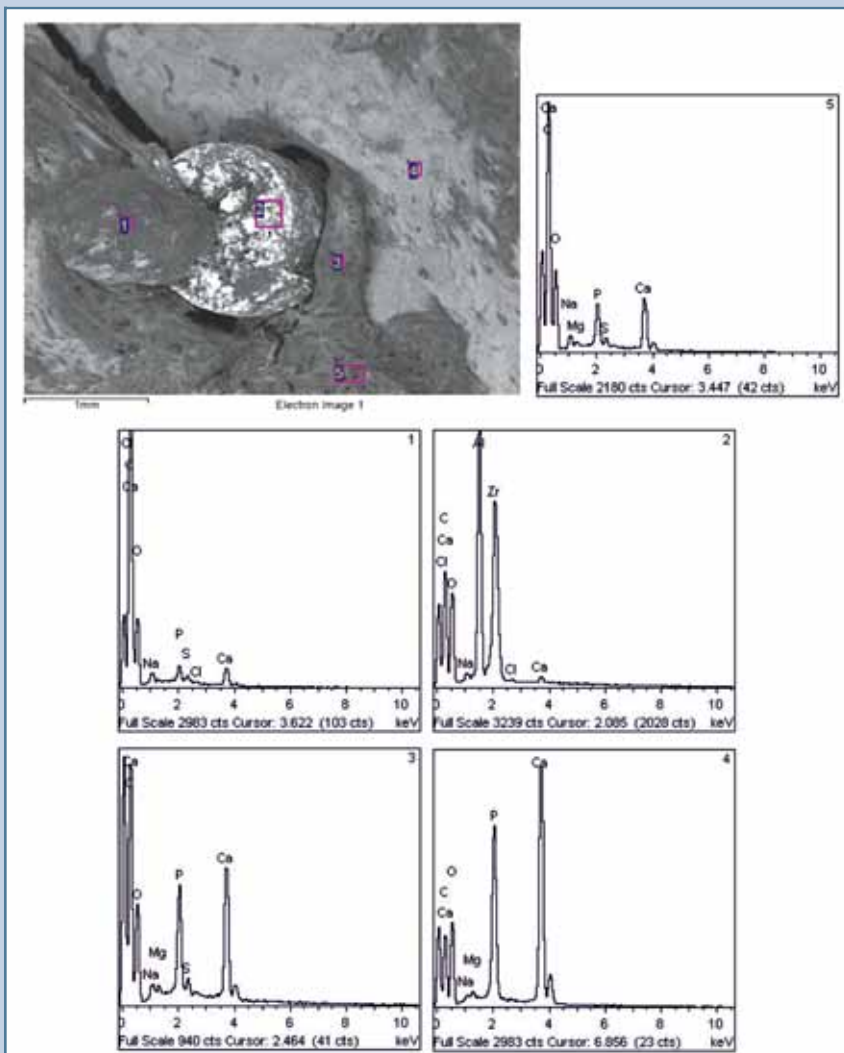 1
2
5
1mm
Electron Image 1
5
Ca
C
O
Na
Mg
P
S
Ca
0
2
4
6
8
10
Full Scale 2180 cts Cursor: 3.447 (42 cts)
keV
1
Cl
C
Ca
O
Na
P
S
Cl
Ca
0
2
4
6
8
10
Full Scale 2983 cts Cursor: 3.622 (103 cts)
keV
2
Al
Zr
C
Ca
Cl
O
Na
Cl
Ca
0
2
4
6
8
10
Full Scale 3239 cts Cursor: 2.085 (2028 cts)
keV
3
Ca
C
O
Mg
Na
P
S
Ca
0
2
4
6
8
10
Full Scale 940 cts Cursor: 2.464 (41 cts)
keV
4
Ca
P
O
C
Ca
Mg
Na
0
2
4
6
8
10
Full Scale 2983 cts Cursor: 6.856 (23 cts)
keV